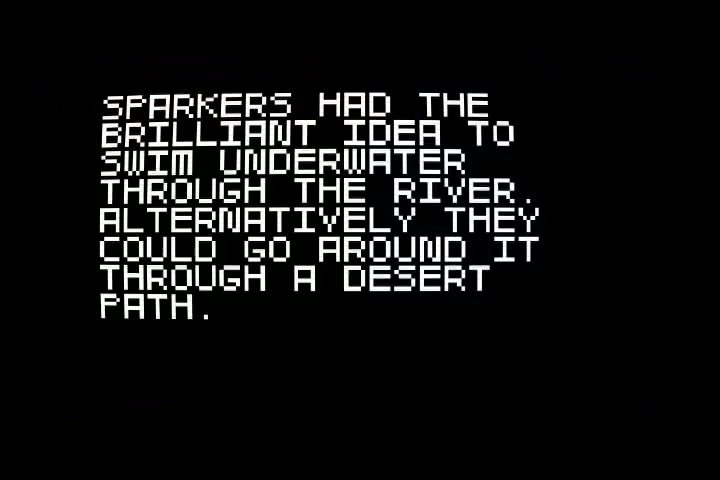 SPARKERS HAD THE
BRILLIANT IDEA TO
SWIM UNDERWATER
THROUGH THE RIVER.
ALTERNATIVELY THEY
COULD GO AROUND IT
THROUGH A DESERT
PATH.